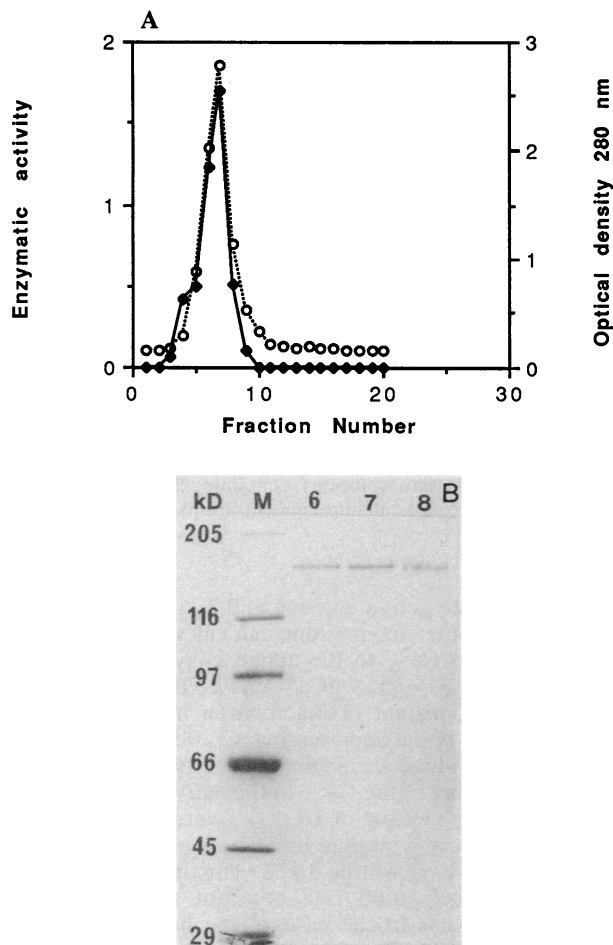 A
2
3
Enzymatic activity
1
2
1
0
0
0
10
20
30
Optical density 280 nm
Fraction Number
B
kD M 6 7 8
205
116
97
66
45
29